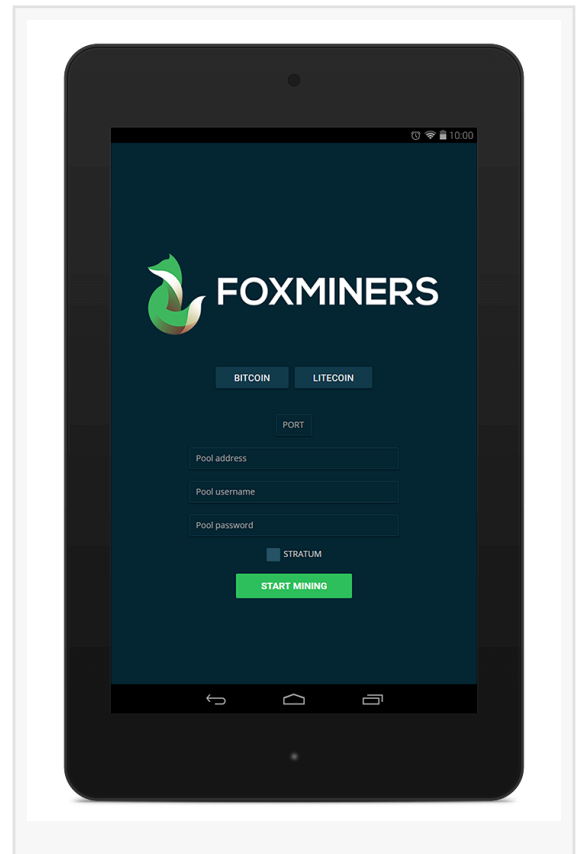 10:00
FOXMINERS
BITCOIN LITECOIN
PORT
Pool address
Pool username
Pool password
STRATUM
START MINING